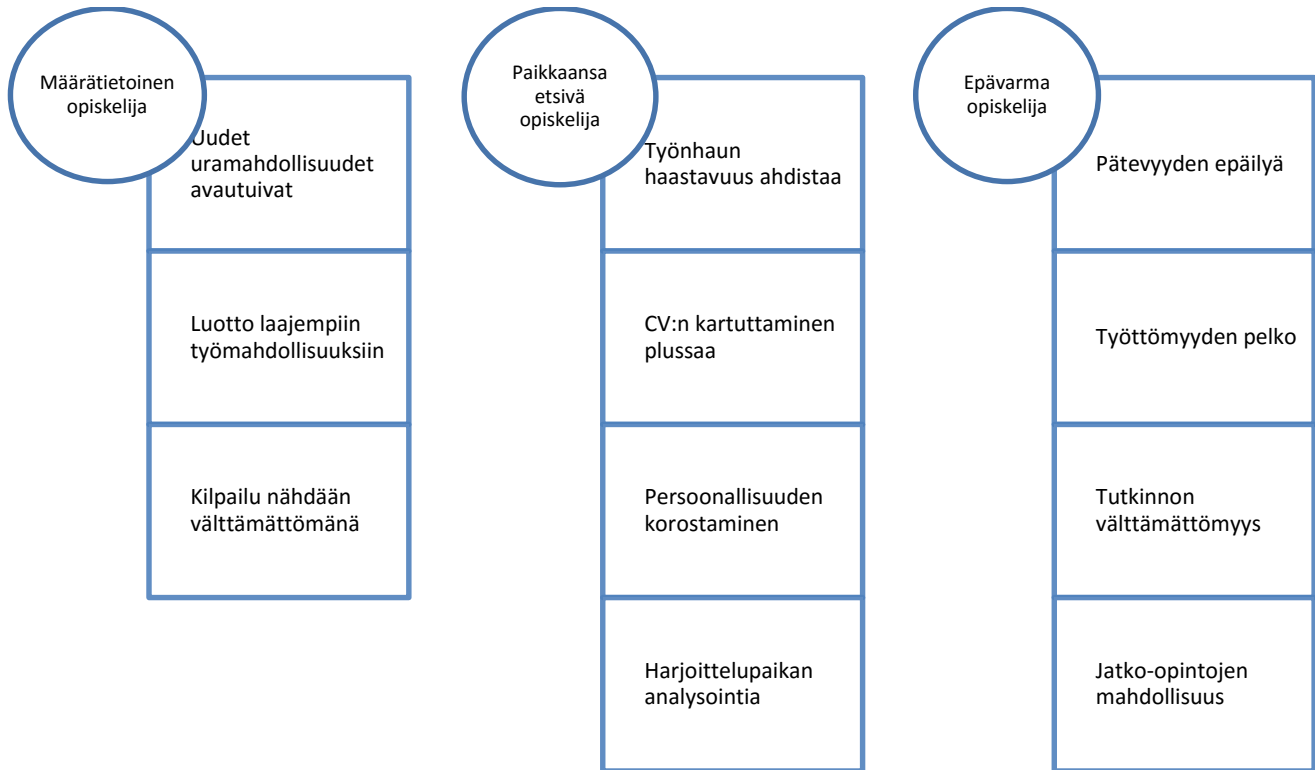 Määrätietoinen
opiskelija
Uudet
uramahdollisuudet
avautuivat
Luotto laajempiin
työmahdollisuuksiin
Kilpailu nähdään
välttämättömänä
Paikkaansa
etsivä
opiskelija
Työnhaun
haastavuus ahdistaa
CV:n kartuttaminen
plussaa
Persoonallisuuden
korostaminen
Harjoittelupaikan
analysointia
Epävarma
opiskelija
Pätevyyden epäilyä
Työttömyyden pelko
Tutkinnon
välttämättömyys
Jatko-opintojen
mahdollisuus